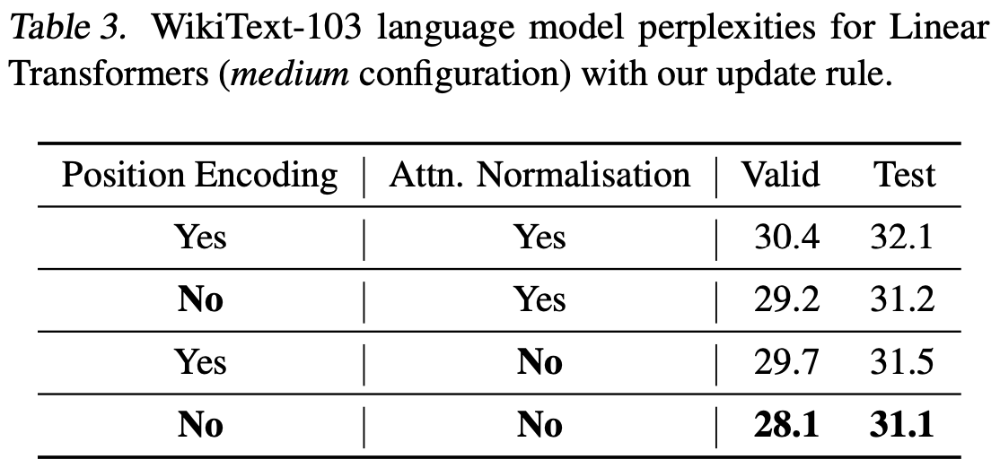 Table 3. WikiText-103 language model perplexities for Linear
Transformers (medium configuration) with our update rule.
Position Encoding | Attn. Normalisation | Valid Test
Yes | Yes | 30.4 32.1
No | Yes | 29.2 31.2
Yes | No | 29.7 31.5
No | No | 28.1 31.1